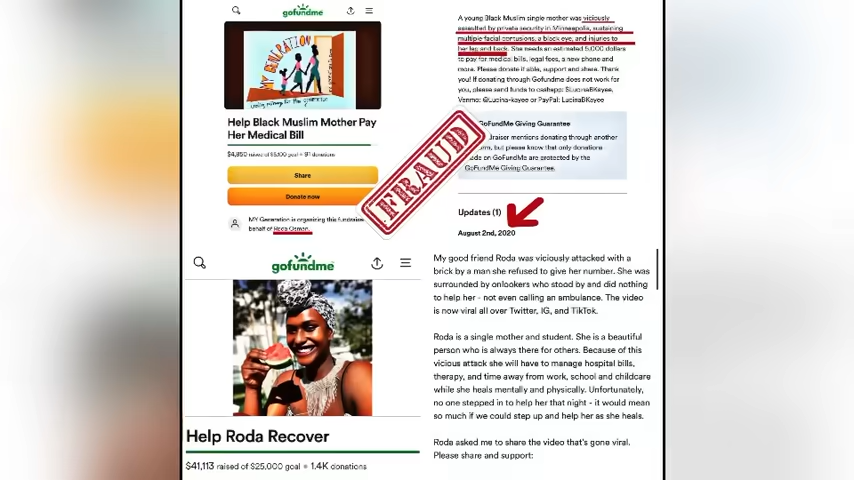 gofundme
MY GENERATION
Help Black Muslim Mother Pay
Her Medical Bill
$4,850 raised of $5,000 goal • 91 donations
Share
Donate now
MY Generation is organizing this fundraiser
behalf of Roda Osman.
A young Black Muslim single mother was viciously
assaulted by private security in Minneapolis, sustaining
multiple facial contusions, a black eye, and injuries to
her leg and back. She needs an estimated 5,000 dollars
to pay for medical bills, legal fees, a new phone and
more. Please donate if able, support and share. Thank
you! If donating through Gofundme does not work for
you, please send funds to cashapp: $LucinaBKayee,
Venmo: @Lucina-kayee or PayPal: LucinaBKayee
GoFundMe Giving Guarantee
raiser mentions donating through another
orm, but please know that only donations
ade on GoFundMe are protected by the
GoFundMe Giving Guarantee.
FRAUD
Updates (1)
August 2nd, 2020
gofundme
Help Roda Recover
$41,113 raised of $25,000 goal • 1.4K donations
My good friend Roda was viciously attacked with a
brick by a man she refused to give her number. She was
surrounded by onlookers who stood by and did nothing
to help her - not even calling an ambulance. The video
is now viral all over Twitter, IG, and TikTok.
Roda is a single mother and student. She is a beautiful
person who is always there for others. Because of this
vicious attack she will have to manage hospital bills,
therapy, and time away from work, school and childcare
while she heals mentally and physically. Unfortunately,
no one stepped in to help her that night - it would mean
so much if we could step up and help her as she heals.
Roda asked me to share the video that's gone viral.
Please share and support: